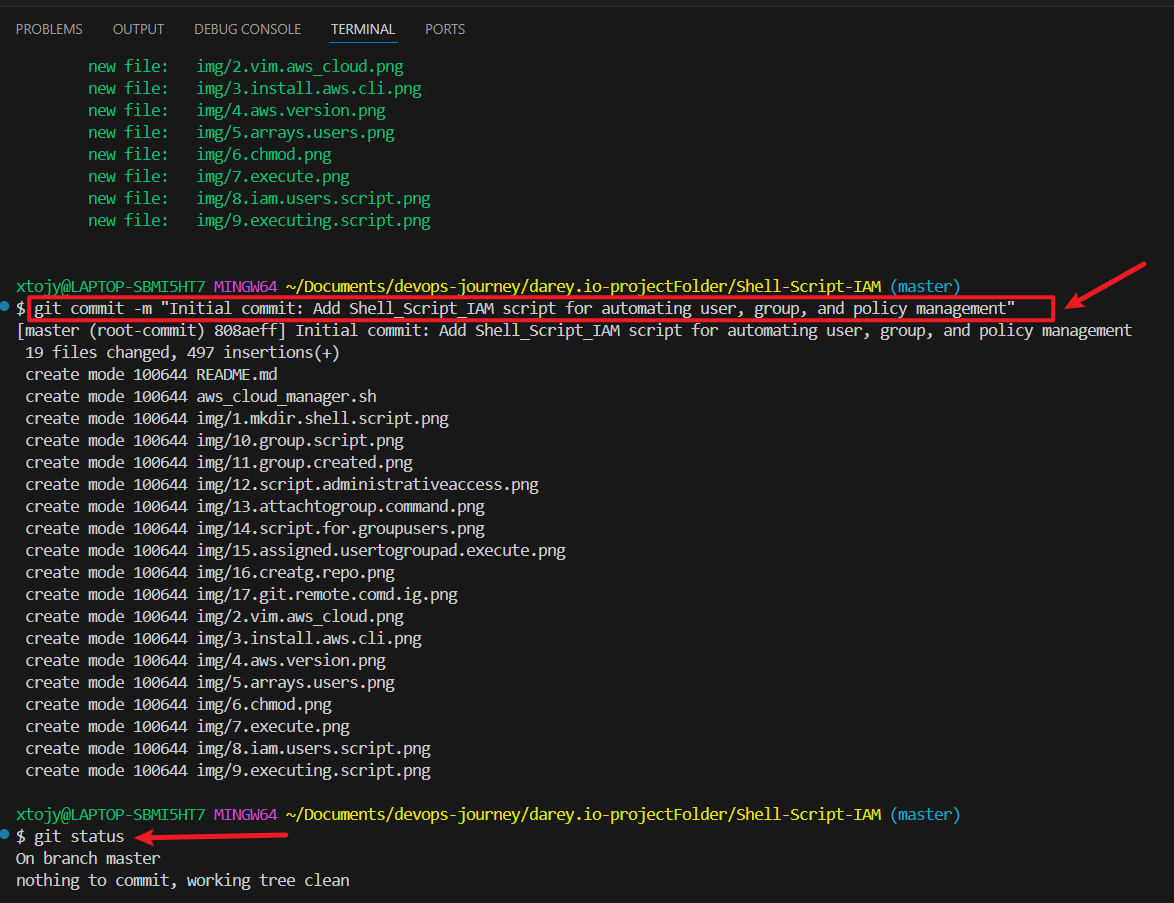 PROBLEMS OUTPUT DEBUG CONSOLE TERMINAL PORTS
new file: img/2.vim.aws_cloud.png
new file: img/3.install.aws.cli.png
new file: img/4.aws.version.png
new file: img/5.arrays.users.png
new file: img/6.chmod.png
new file: img/7.execute.png
new file: img/8.iam.users.script.png
new file: img/9.executing.script.png
xtojy@LAPTOP-SBMI5HT7 MINGW64 ~/Documents/devops-journey/darey.io-projectFolder/Shell-Script-IAM (master)
$ git commit -m "Initial commit: Add Shell_Script_IAM script for automating user, group, and policy management"
[master (root-commit) 808aeff] Initial commit: Add Shell_Script_IAM script for automating user, group, and policy management
19 files changed, 497 insertions(+)
create mode 100644 README.md
create mode 100644 aws_cloud_manager.sh
create mode 100644 img/1.mkdir.shell.script.png
create mode 100644 img/10.group.script.png
create mode 100644 img/11.group.created.png
create mode 100644 img/12.script.administrativeaccess.png
create mode 100644 img/13.attachtogroup.command.png
create mode 100644 img/14.script.for.groupusers.png
create mode 100644 img/15.assigned.usertogroupad.execute.png
create mode 100644 img/16.creatg.repo.png
create mode 100644 img/17.git.remote.comd.ig.png
create mode 100644 img/2.vim.aws_cloud.png
create mode 100644 img/3.install.aws.cli.png
create mode 100644 img/4.aws.version.png
create mode 100644 img/5.arrays.users.png
create mode 100644 img/6.chmod.png
create mode 100644 img/7.execute.png
create mode 100644 img/8.iam.users.script.png
create mode 100644 img/9.executing.script.png
xtojy@LAPTOP-SBMI5HT7 MINGW64 ~/Documents/devops-journey/darey.io-projectFolder/Shell-Script-IAM (master)
$ git status
On branch master
nothing to commit, working tree clean